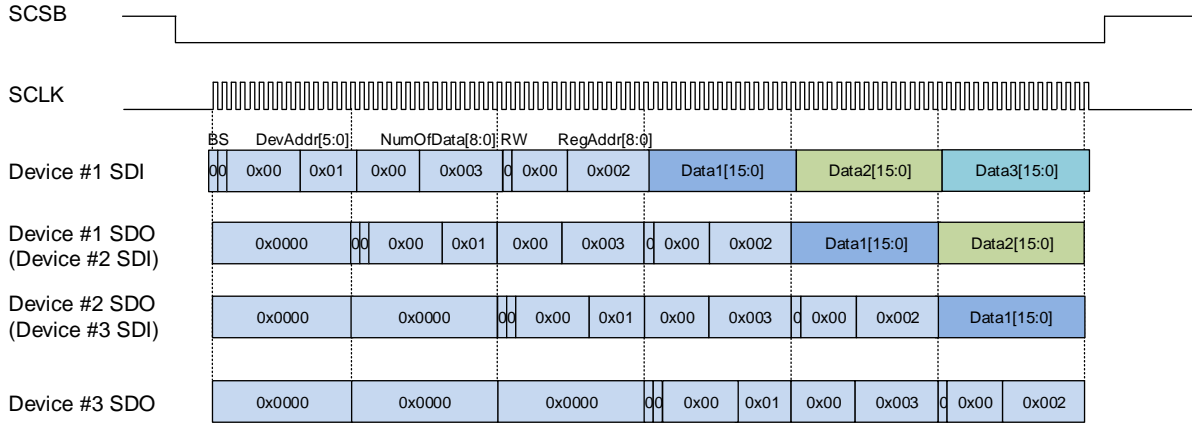 SCSB
SCLK
BS DevAddr[5:0] NumOfData[8:0] RW RegAddr[8:0]
Device #1 SDI 0 0 0x00 0x01 0x00 0x003 0 0x00 0x002 Data1[15:0] Data2[15:0] Data3[15:0]
Device #1 SDO
(Device #2 SDI) 0x0000 0 0 0x00 0x01 0x00 0x003 0 0x00 0x002 Data1[15:0] Data2[15:0]
Device #2 SDO
(Device #3 SDI) 0x0000 0x0000 0 0 0x00 0x01 0x00 0x003 0 0x00 0x002 Data1[15:0]
Device #3 SDO 0x0000 0x0000 0x0000 0 0 0x00 0x01 0x00 0x003 0 0x00 0x002